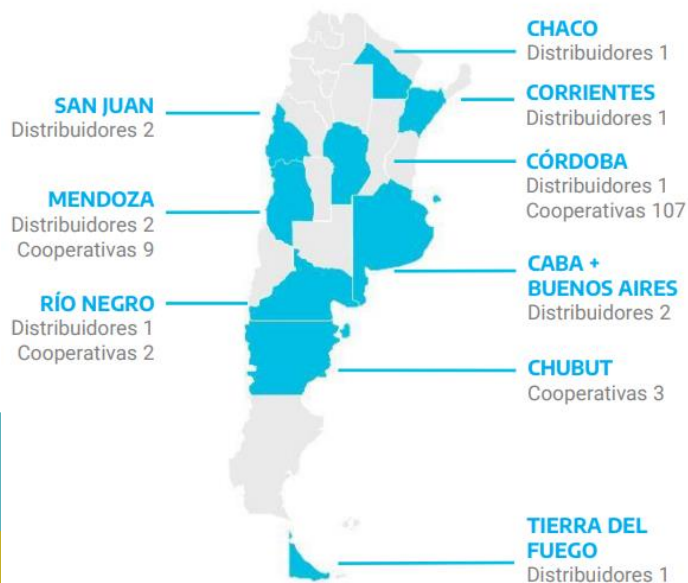 CHACO
Distribuidores 1
SAN JUAN
Distribuidores 2
CORRIENTES
Distribuidores 1
CÓRDOBA
Distribuidores 1
Cooperativas 107
MENDOZA
Distribuidores 2
Cooperativas 9
CABA +
BUENOS AIRES
Distribuidores 2
RÍO NEGRO
Distribuidores 1
Cooperativas 2
CHUBUT
Cooperativas 3
TIERRA DEL
FUEGO
Distribuidores 1